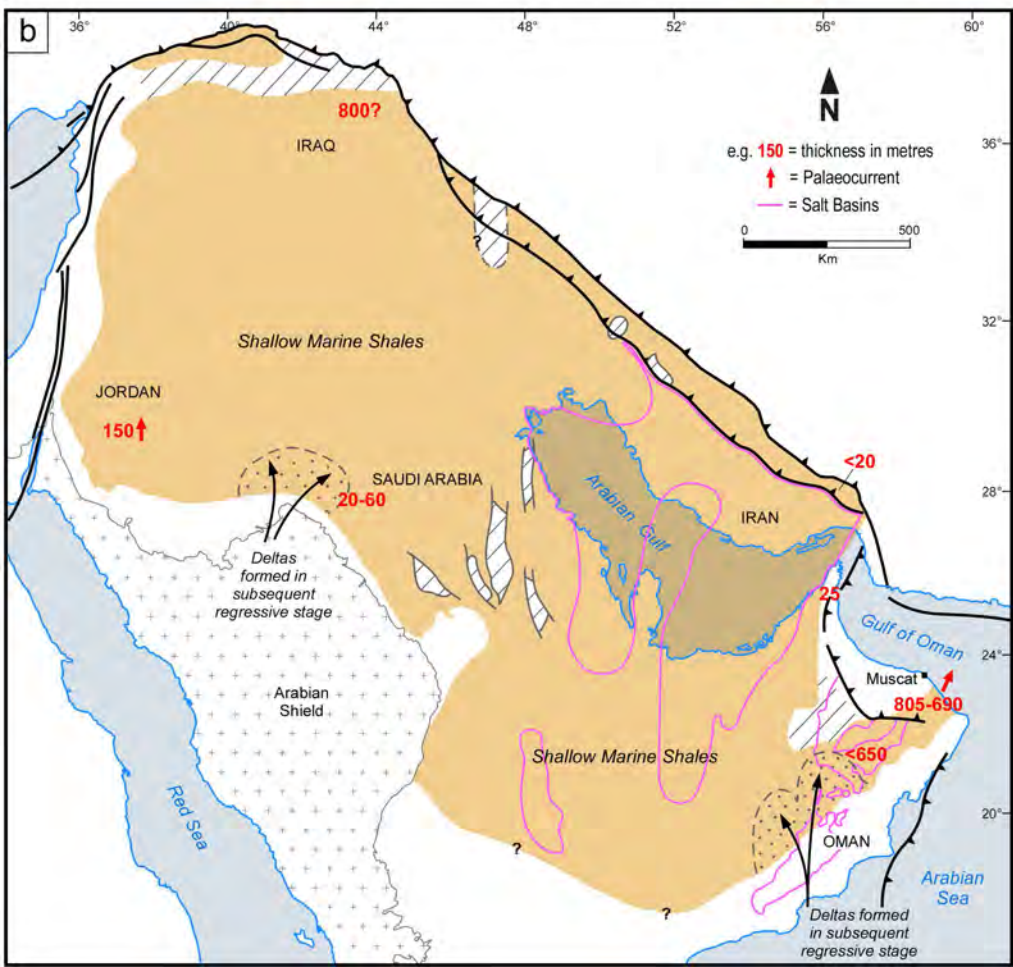 b
36°
40°
44°
48°
52°
56°
60°
N
e.g. 150 = thickness in metres
= Palaeocurrent
= Salt Basins
0 500
Km
800?
IRAQ
36°
?
32°
Shallow Marine Shales
JORDAN
150
SAUDI ARABIA
20-60
<20
28°
IRAN
Arabian Gulf
Deltas
formed in
subsequent
regressive stage
25
Gulf of Oman
24°
Muscat
805-690
Arabian
Shield
Shallow Marine Shales
<650
Red Sea
20°
OMAN
?
?
Arabian
Sea
Deltas formed
in subsequent
regressive stage